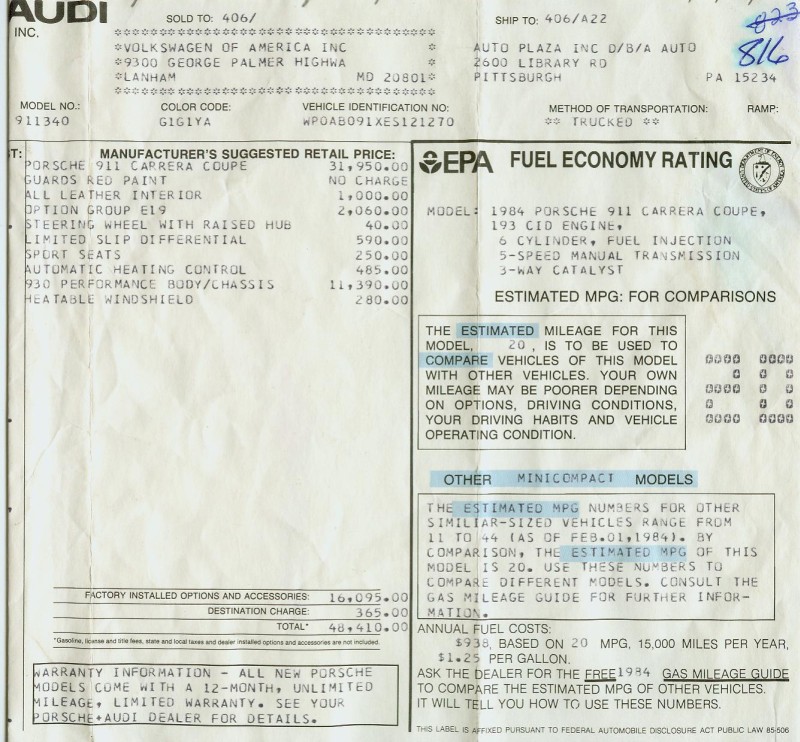 AUDI
INC.
SOLD TO: 406/
SHIP TO: 406/A22
823
816
*VOLKSWAGEN OF AMERICA INC *
*9300 GEORGE PALMER HIGHWA *
*LANHAM MD 20801*
AUTO PLAZA INC D/B/A AUTO
2600 LIBRARY RD
PITTSBURGH PA 15234
MODEL NO.: COLOR CODE: VEHICLE IDENTIFICATION NO: METHOD OF TRANSPORTATION: RAMP:
911340 G1G1YA WP0AB091XES121270 ** TRUCKED **
T: MANUFACTURER'S SUGGESTED RETAIL PRICE:
PORSCHE 911 CARRERA COUPE 31,950.00
GUARDS RED PAINT NO CHARGE
ALL LEATHER INTERIOR 1,000.00
OPTION GROUP E19 2,060.00
STEERING WHEEL WITH RAISED HUB 40.00
LIMITED SLIP DIFFERENTIAL 590.00
SPORT SEATS 250.00
AUTOMATIC HEATING CONTROL 485.00
930 PERFORMANCE BODY/CHASSIS 11,390.00
HEATABLE WINDSHIELD 280.00
FACTORY INSTALLED OPTIONS AND ACCESSORIES: 16,095.00
DESTINATION CHARGE: 365.00
TOTAL* 48,410.00
*Gasoline, license and title fees, state and local taxes and dealer installed options and accessories are not included.
WARRANTY INFORMATION - ALL NEW PORSCHE
MODELS COME WITH A 12-MONTH, UNLIMITED
MILEAGE, LIMITED WARRANTY. SEE YOUR
PORSCHE+AUDI DEALER FOR DETAILS.
EPA FUEL ECONOMY RATING
MODEL: 1984 PORSCHE 911 CARRERA COUPE,
193 CID ENGINE,
6 CYLINDER, FUEL INJECTION
5-SPEED MANUAL TRANSMISSION
3-WAY CATALYST
ESTIMATED MPG: FOR COMPARISONS
THE ESTIMATED MILEAGE FOR THIS
MODEL, 20, IS TO BE USED TO
COMPARE VEHICLES OF THIS MODEL
WITH OTHER VEHICLES. YOUR OWN
MILEAGE MAY BE POORER DEPENDING
ON OPTIONS, DRIVING CONDITIONS,
YOUR DRIVING HABITS AND VEHICLE
OPERATING CONDITION.
20
OTHER MINICOMPACT MODELS
THE ESTIMATED MPG NUMBERS FOR OTHER
SIMILIAR-SIZED VEHICLES RANGE FROM
11 TO 44 (AS OF FEB.01,1984). BY
COMPARISON, THE ESTIMATED MPG OF THIS
MODEL IS 20. USE THESE NUMBERS TO
COMPARE DIFFERENT MODELS. CONSULT THE
GAS MILEAGE GUIDE FOR FURTHER INFOR-
MATION.
ANNUAL FUEL COSTS:
$938, BASED ON 20 MPG, 15,000 MILES PER YEAR,
$1.25 PER GALLON.
ASK THE DEALER FOR THE FREE 1984 GAS MILEAGE GUIDE
TO COMPARE THE ESTIMATED MPG OF OTHER VEHICLES.
IT WILL TELL YOU HOW TO USE THESE NUMBERS.
THIS LABEL IS AFFIXED PURSUANT TO FEDERAL AUTOMOBILE DISCLOSURE ACT PUBLIC LAW 85-506